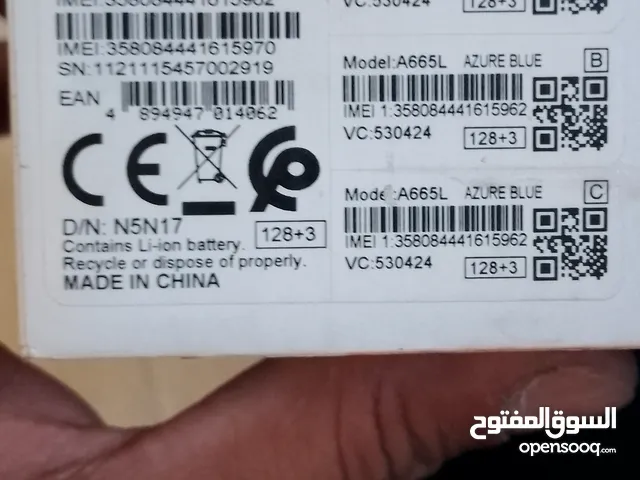 IMEI:358084441615962
VC:530424
128+3
IMEI:358084441615970
SN:1121115457002919
EAN
4 894947 014062
CE
D/N: N5N17
128+3
Contains Li-ion battery.
Recycle or dispose of properly.
MADE IN CHINA
Model:A665L AZURE BLUE B
IMEI 1:358084441615962
VC:530424
128+3
Model:A665L AZURE BLUE C
IMEI 1:358084441615962
VC:530424
128+3
السوق المفتوح
opensooq.com